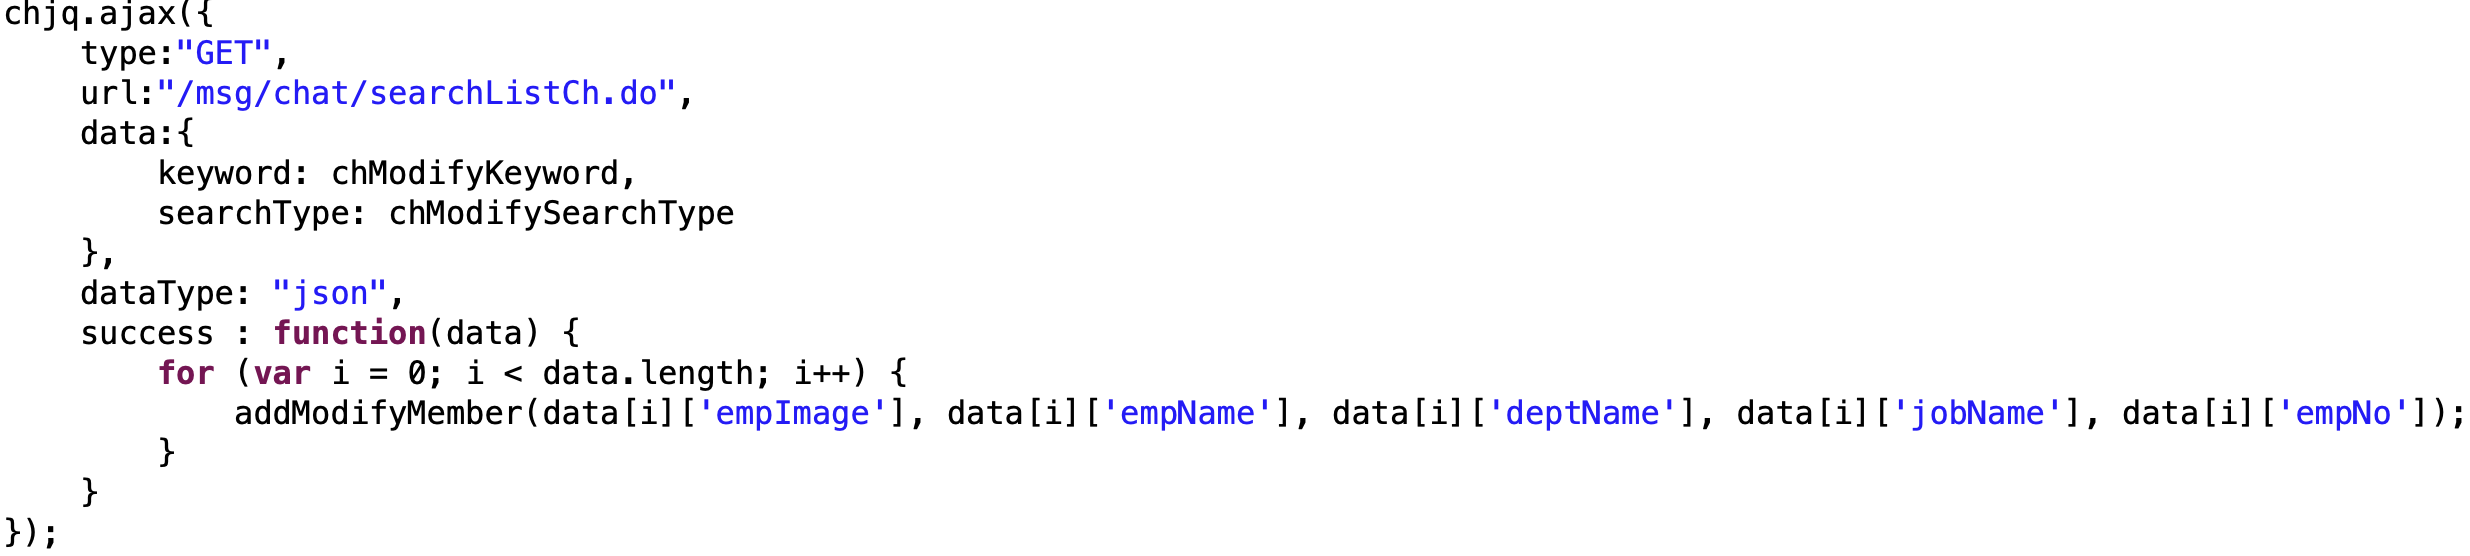 chjq.ajax({
    type:"GET",
    url:"/msg/chat/searchListCh.do",
    data:{
        keyword: chModifyKeyword,
        searchType: chModifySearchType
    },
    dataType: "json",
    success : function(data) {
        for (var i = 0; i < data.length; i++) {
            addModifyMember(data[i]['empImage'], data[i]['empName'], data[i]['deptName'], data[i]['jobName'], data[i]['empNo']);
        }
    }
});